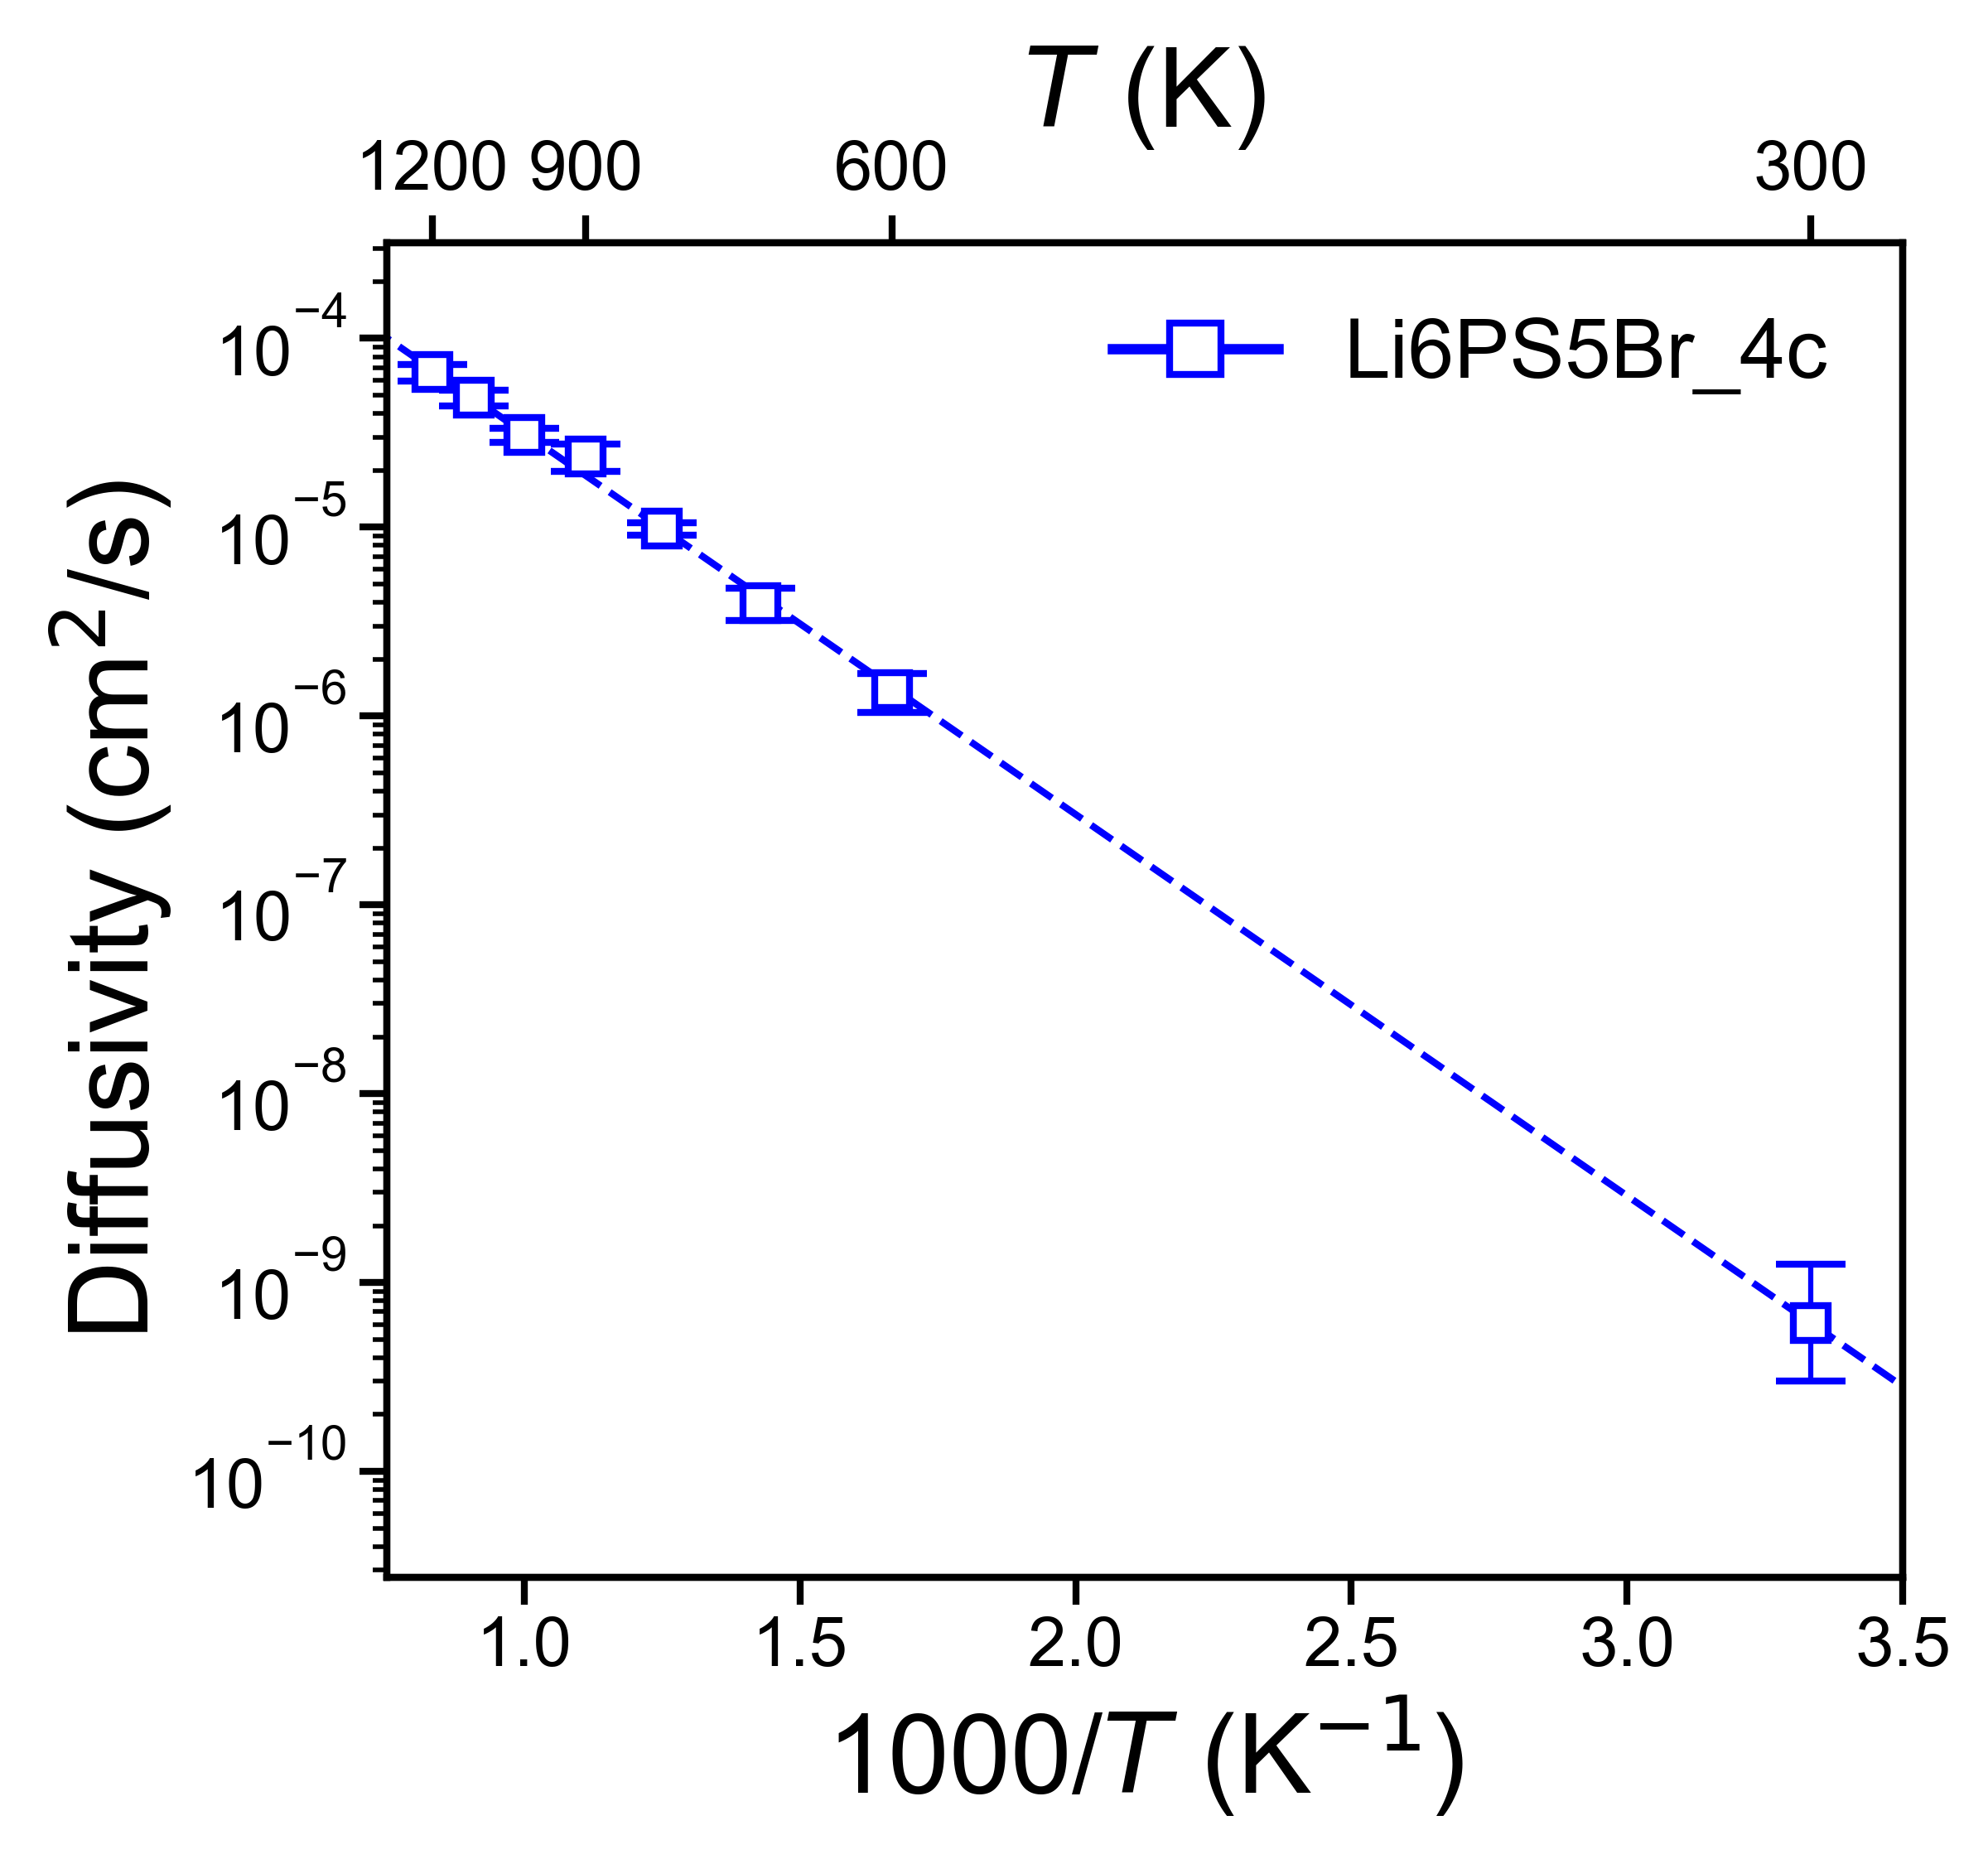 T (K)
1200 900 600 300
Li6PS5Br_4c
Diffusivity (cm²/s)
10⁻⁴
10⁻⁵
10⁻⁶
10⁻⁷
10⁻⁸
10⁻⁹
10⁻¹⁰
1.0 1.5 2.0 2.5 3.0 3.5
1000/T (K⁻¹)